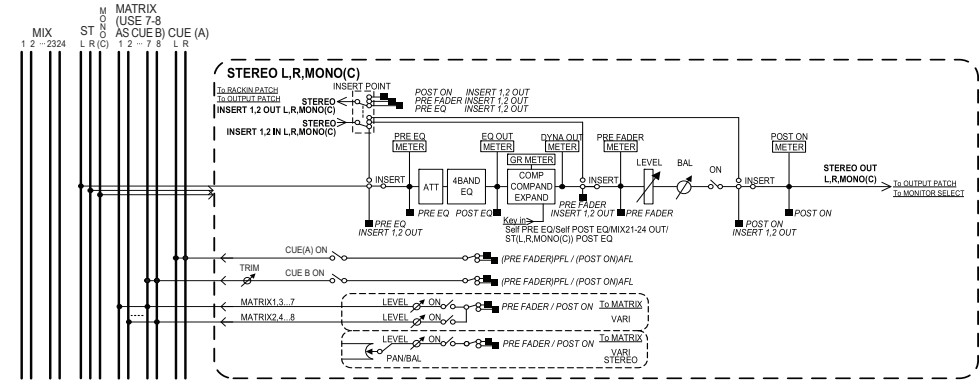 MONO(C)
MATRIX
(USE 7-8
AS CUE B)
MIX
ST
CUE (A)
1 2 ··· 2324
L R
1 2 ··· 7 8
L R
STEREO L,R,MONO(C)
INSERT POINT
To RACKIN PATCH
To OUTPUT PATCH
STEREO
INSERT 1,2 OUT L,R,MONO(C)
POST ON INSERT 1,2 OUT
PRE FADER INSERT 1,2 OUT
PRE EQ INSERT 1,2 OUT
STEREO
INSERT 1,2 IN L,R,MONO(C)
PRE EQ
METER
EQ OUT
METER
DYNA OUT
METER
PRE FADER
METER
POST ON
METER
GR METER
LEVEL
BAL
ON
INSERT
ATT
4BAND
EQ
COMP
COMPAND
EXPAND
INSERT
INSERT
STEREO OUT
L,R,MONO(C)
To OUTPUT PATCH
To MONITOR SELECT
PRE EQ
POST EQ
PRE FADER
INSERT 1,2 OUT
PRE FADER
POST ON
PRE EQ
INSERT 1,2 OUT
POST ON
INSERT 1,2 OUT
Key in
Self PRE EQ/Self POST EQ/MIX21-24 OUT/
ST(L,R,MONO(C)) POST EQ
CUE(A) ON
(PRE FADER)PFL / (POST ON)AFL
TRIM
CUE B ON
(PRE FADER)PFL / (POST ON)AFL
MATRIX1,3...7
LEVEL
ON
PRE FADER / POST ON
To MATRIX
MATRIX2,4...8
LEVEL
ON
VARI
LEVEL
ON
PRE FADER / POST ON
To MATRIX
PAN/BAL
VARI
STEREO